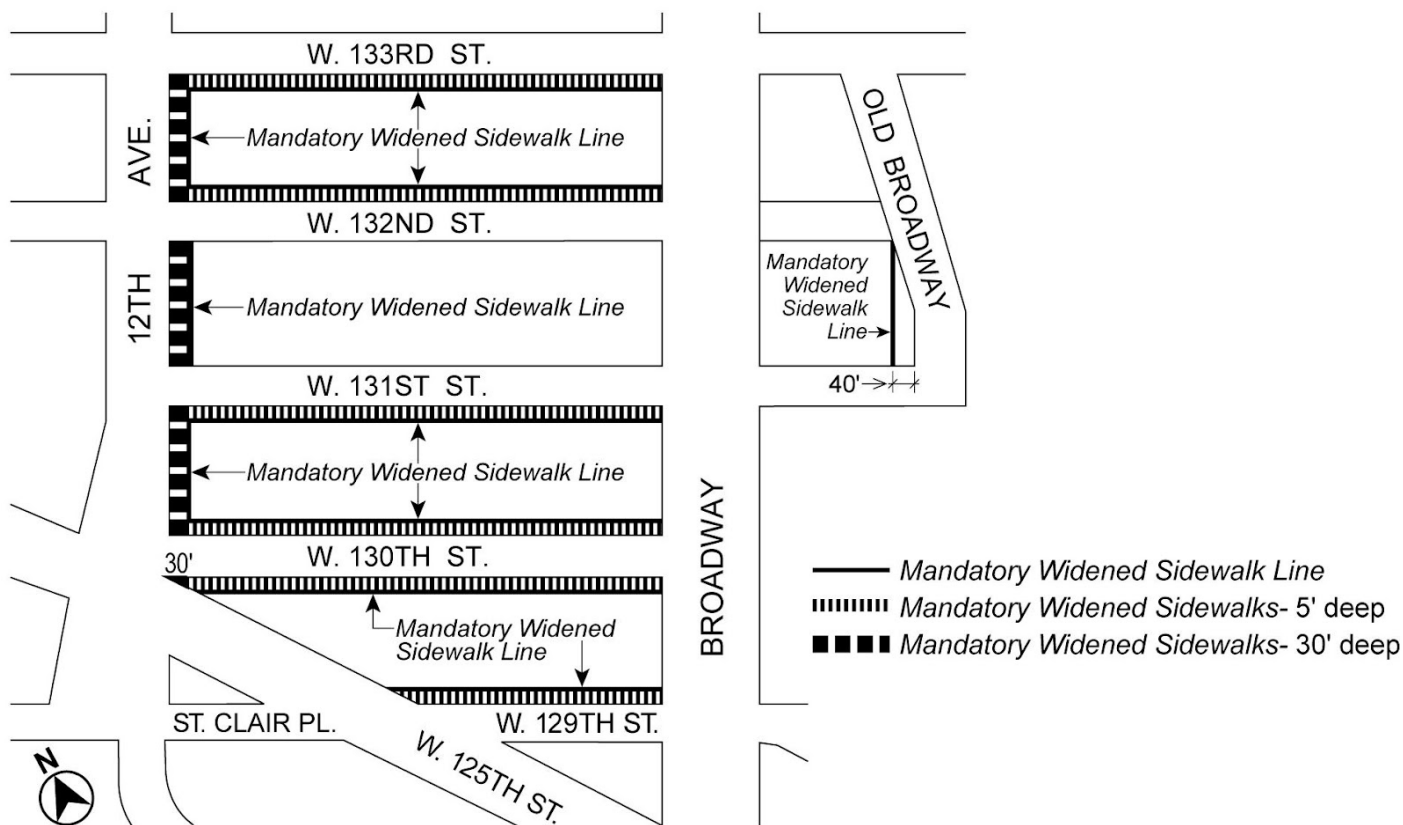 W. 133RD ST.
Mandatory Widened Sidewalk Line
AVE.
OLD BROADWAY
W. 132ND ST.
12TH
Mandatory Widened Sidewalk Line
Mandatory
Widened
Sidewalk
Line
W. 131ST ST.
40'
Mandatory Widened Sidewalk Line
BROADWAY
W. 130TH ST.
30'
Mandatory Widened
Sidewalk Line
Mandatory Widened Sidewalk Line
Mandatory Widened Sidewalks- 5' deep
Mandatory Widened Sidewalks- 30' deep
ST. CLAIR PL.
W. 129TH ST.
W. 125TH ST.
N